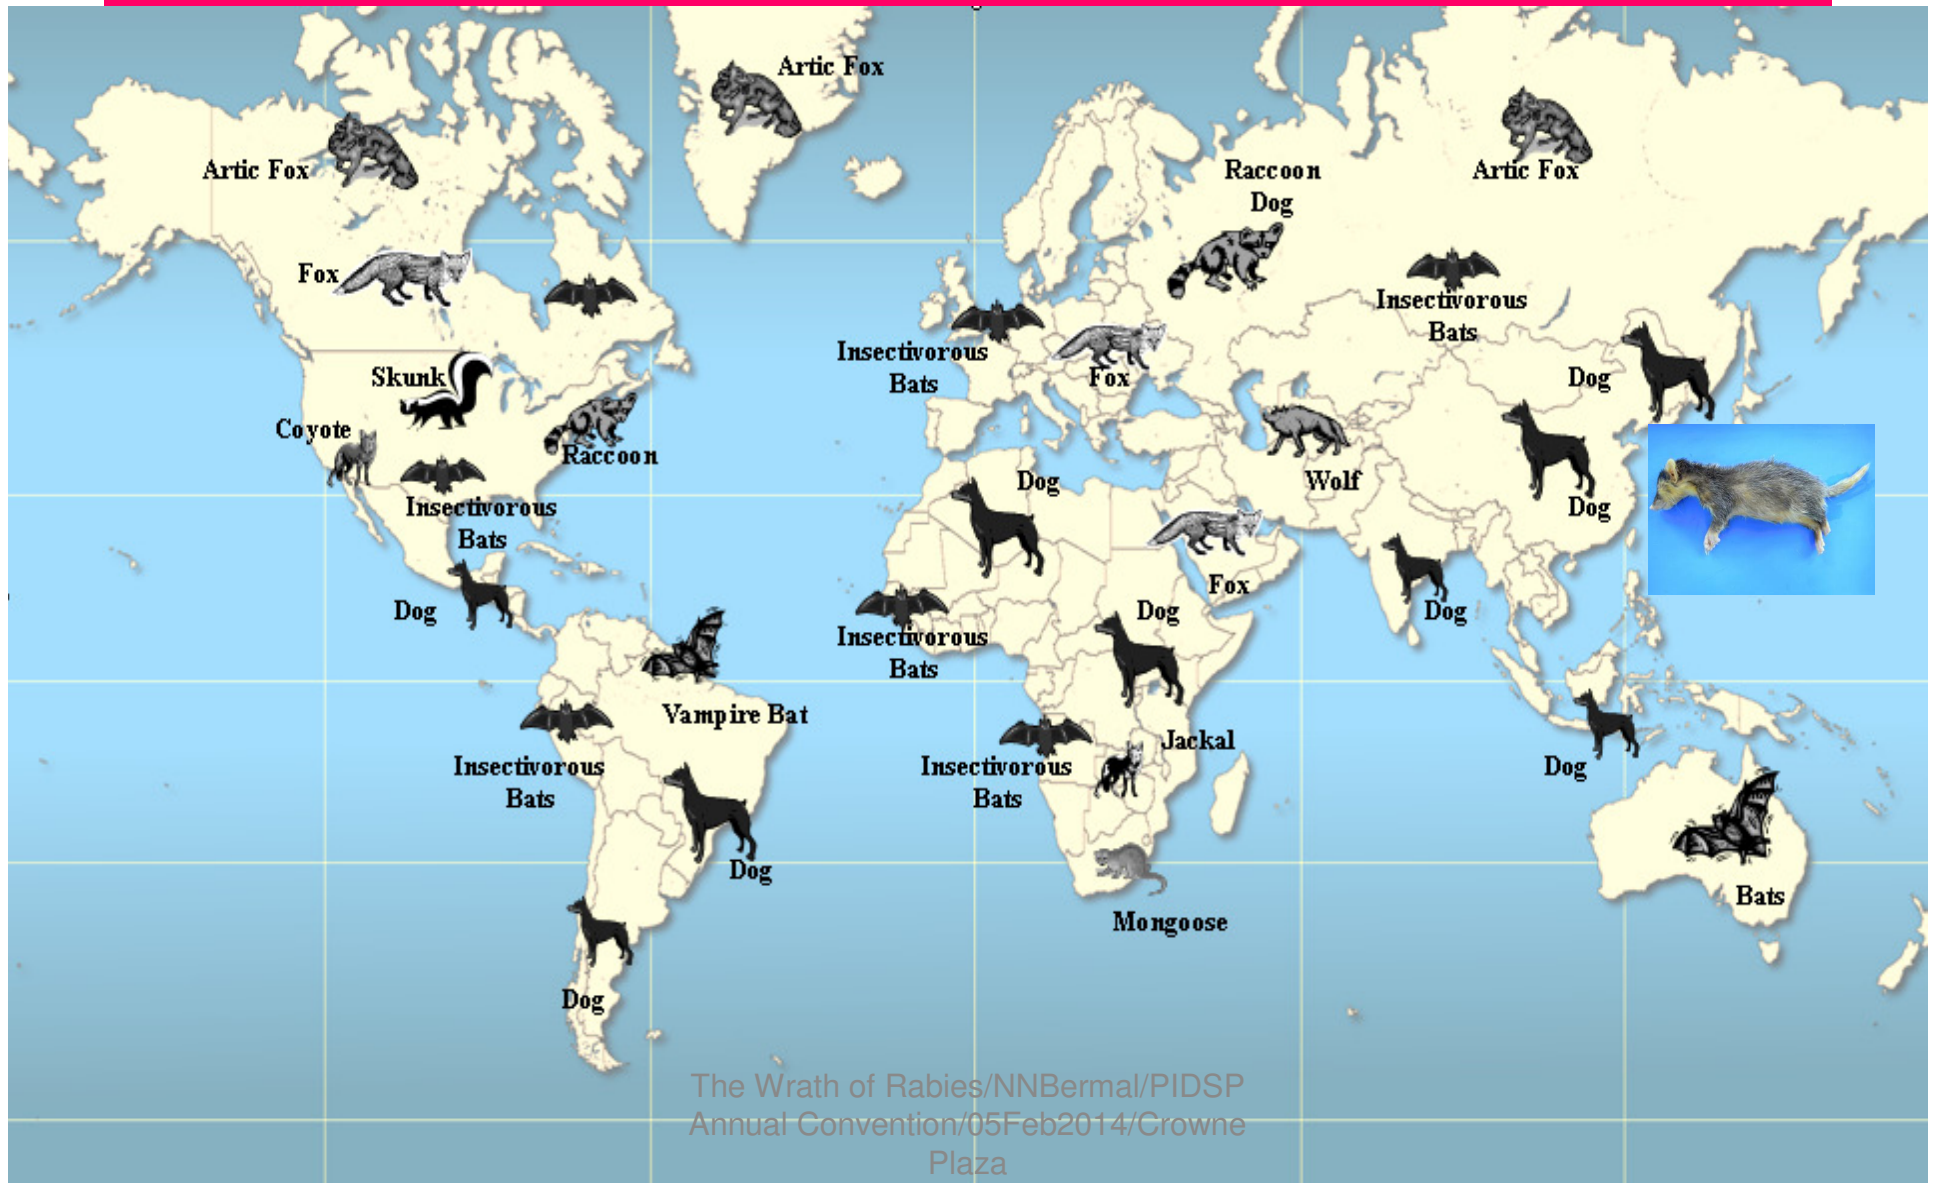 Artic Fox
Artic Fox
Raccoon
Dog
Artic Fox
Fox
Insectivorous
Bats
Insectivorous
Bats
Skunk
Fox
Dog
Coyote
Raccoon
Dog
Wolf
Insectivorous
Bats
Dog
Fox
Dog
Dog
Dog
Insectivorous
Bats
Vampire Bat
Jackal
Insectivorous
Bats
Insectivorous
Bats
Dog
Dog
Bats
Mongoose
Dog
The Wrath of Rabies/NNBermal/PIDSP
Annual Convention/05Feb2014/Crowne
Plaza